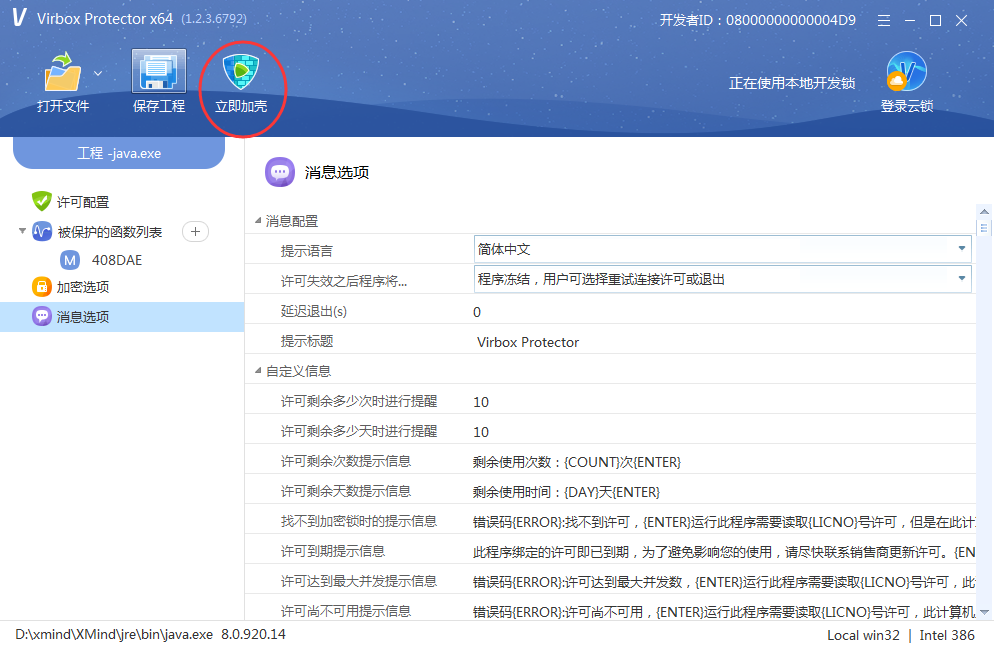 V Virbox Protector x64 (1.2.3.6792) 开发者ID：08000000000004D9
打开文件 保存工程 立即加壳 正在使用本地开发锁 登录云锁
工程 -java.exe
许可配置
被保护的函数列表
M 408DAE
加密选项
消息选项
消息选项
消息配置
提示语言 简体中文
许可失效之后程序将... 程序冻结，用户可选择重试连接许可或退出
延迟退出(s) 0
提示标题 Virbox Protector
自定义信息
许可剩余多少次时进行提醒 10
许可剩余多少天时进行提醒 10
许可剩余次数提示信息 剩余使用次数：{COUNT}次{ENTER}
许可剩余天数提示信息 剩余使用时间：{DAY}天{ENTER}
找不到加密锁时的提示信息 错误码{ERROR}:找不到许可，{ENTER}运行此程序需要读取{LICNO}号许可，但是在此计
许可到期提示信息 此程序绑定的许可即已到期，为了避免影响您的使用，请尽快联系销售商更新许可。{EN
许可达到最大并发提示信息 错误码{ERROR}:许可达到最大并发数，{ENTER}运行此程序需要读取{LICNO}号许可，此
许可尚不可用提示信息 错误码{ERROR}:许可尚不可用，{ENTER}运行此程序需要读取{LICNO}号许可，此计算机
D:\xmind\XMind\jre\bin\java.exe 8.0.920.14 Local win32 | Intel 386